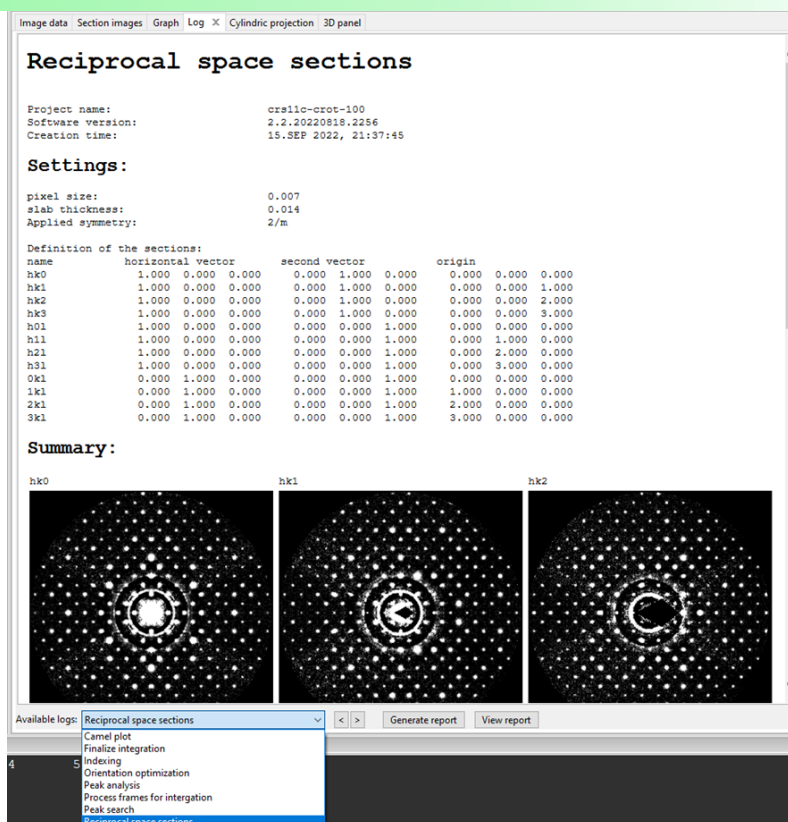 Image data Section images Graph Log × Cylindric projection 3D panel
Reciprocal space sections
Project name: crsllc-crot-100
Software version: 2.2.20220818.2256
Creation time: 15.SEP 2022, 21:37:45
Settings:
pixel size: 0.007
slab thickness: 0.014
Applied symmetry: 2/m
Definition of the sections:
name horizontal vector second vector origin
hk0 1.000 0.000 0.000 0.000 1.000 0.000 0.000 0.000 0.000
hk1 1.000 0.000 0.000 0.000 1.000 0.000 0.000 0.000 1.000
hk2 1.000 0.000 0.000 0.000 1.000 0.000 0.000 0.000 2.000
hk3 1.000 0.000 0.000 0.000 1.000 0.000 0.000 0.000 3.000
h0l 1.000 0.000 0.000 0.000 0.000 1.000 0.000 0.000 0.000
h1l 1.000 0.000 0.000 0.000 0.000 1.000 0.000 1.000 0.000
h2l 1.000 0.000 0.000 0.000 0.000 1.000 0.000 2.000 0.000
h3l 1.000 0.000 0.000 0.000 0.000 1.000 0.000 3.000 0.000
0kl 0.000 1.000 0.000 0.000 0.000 1.000 0.000 0.000 0.000
1kl 0.000 1.000 0.000 0.000 0.000 1.000 1.000 0.000 0.000
2kl 0.000 1.000 0.000 0.000 0.000 1.000 2.000 0.000 0.000
3kl 0.000 1.000 0.000 0.000 0.000 1.000 3.000 0.000 0.000
Summary:
hk0 hk1 hk2
Available logs: Reciprocal space sections < > Generate report View report
Camel plot
Finalize integration
4 5 Indexing
Orientation optimization
Peak analysis
Process frames for intergation
Peak search
Reciprocal space sections